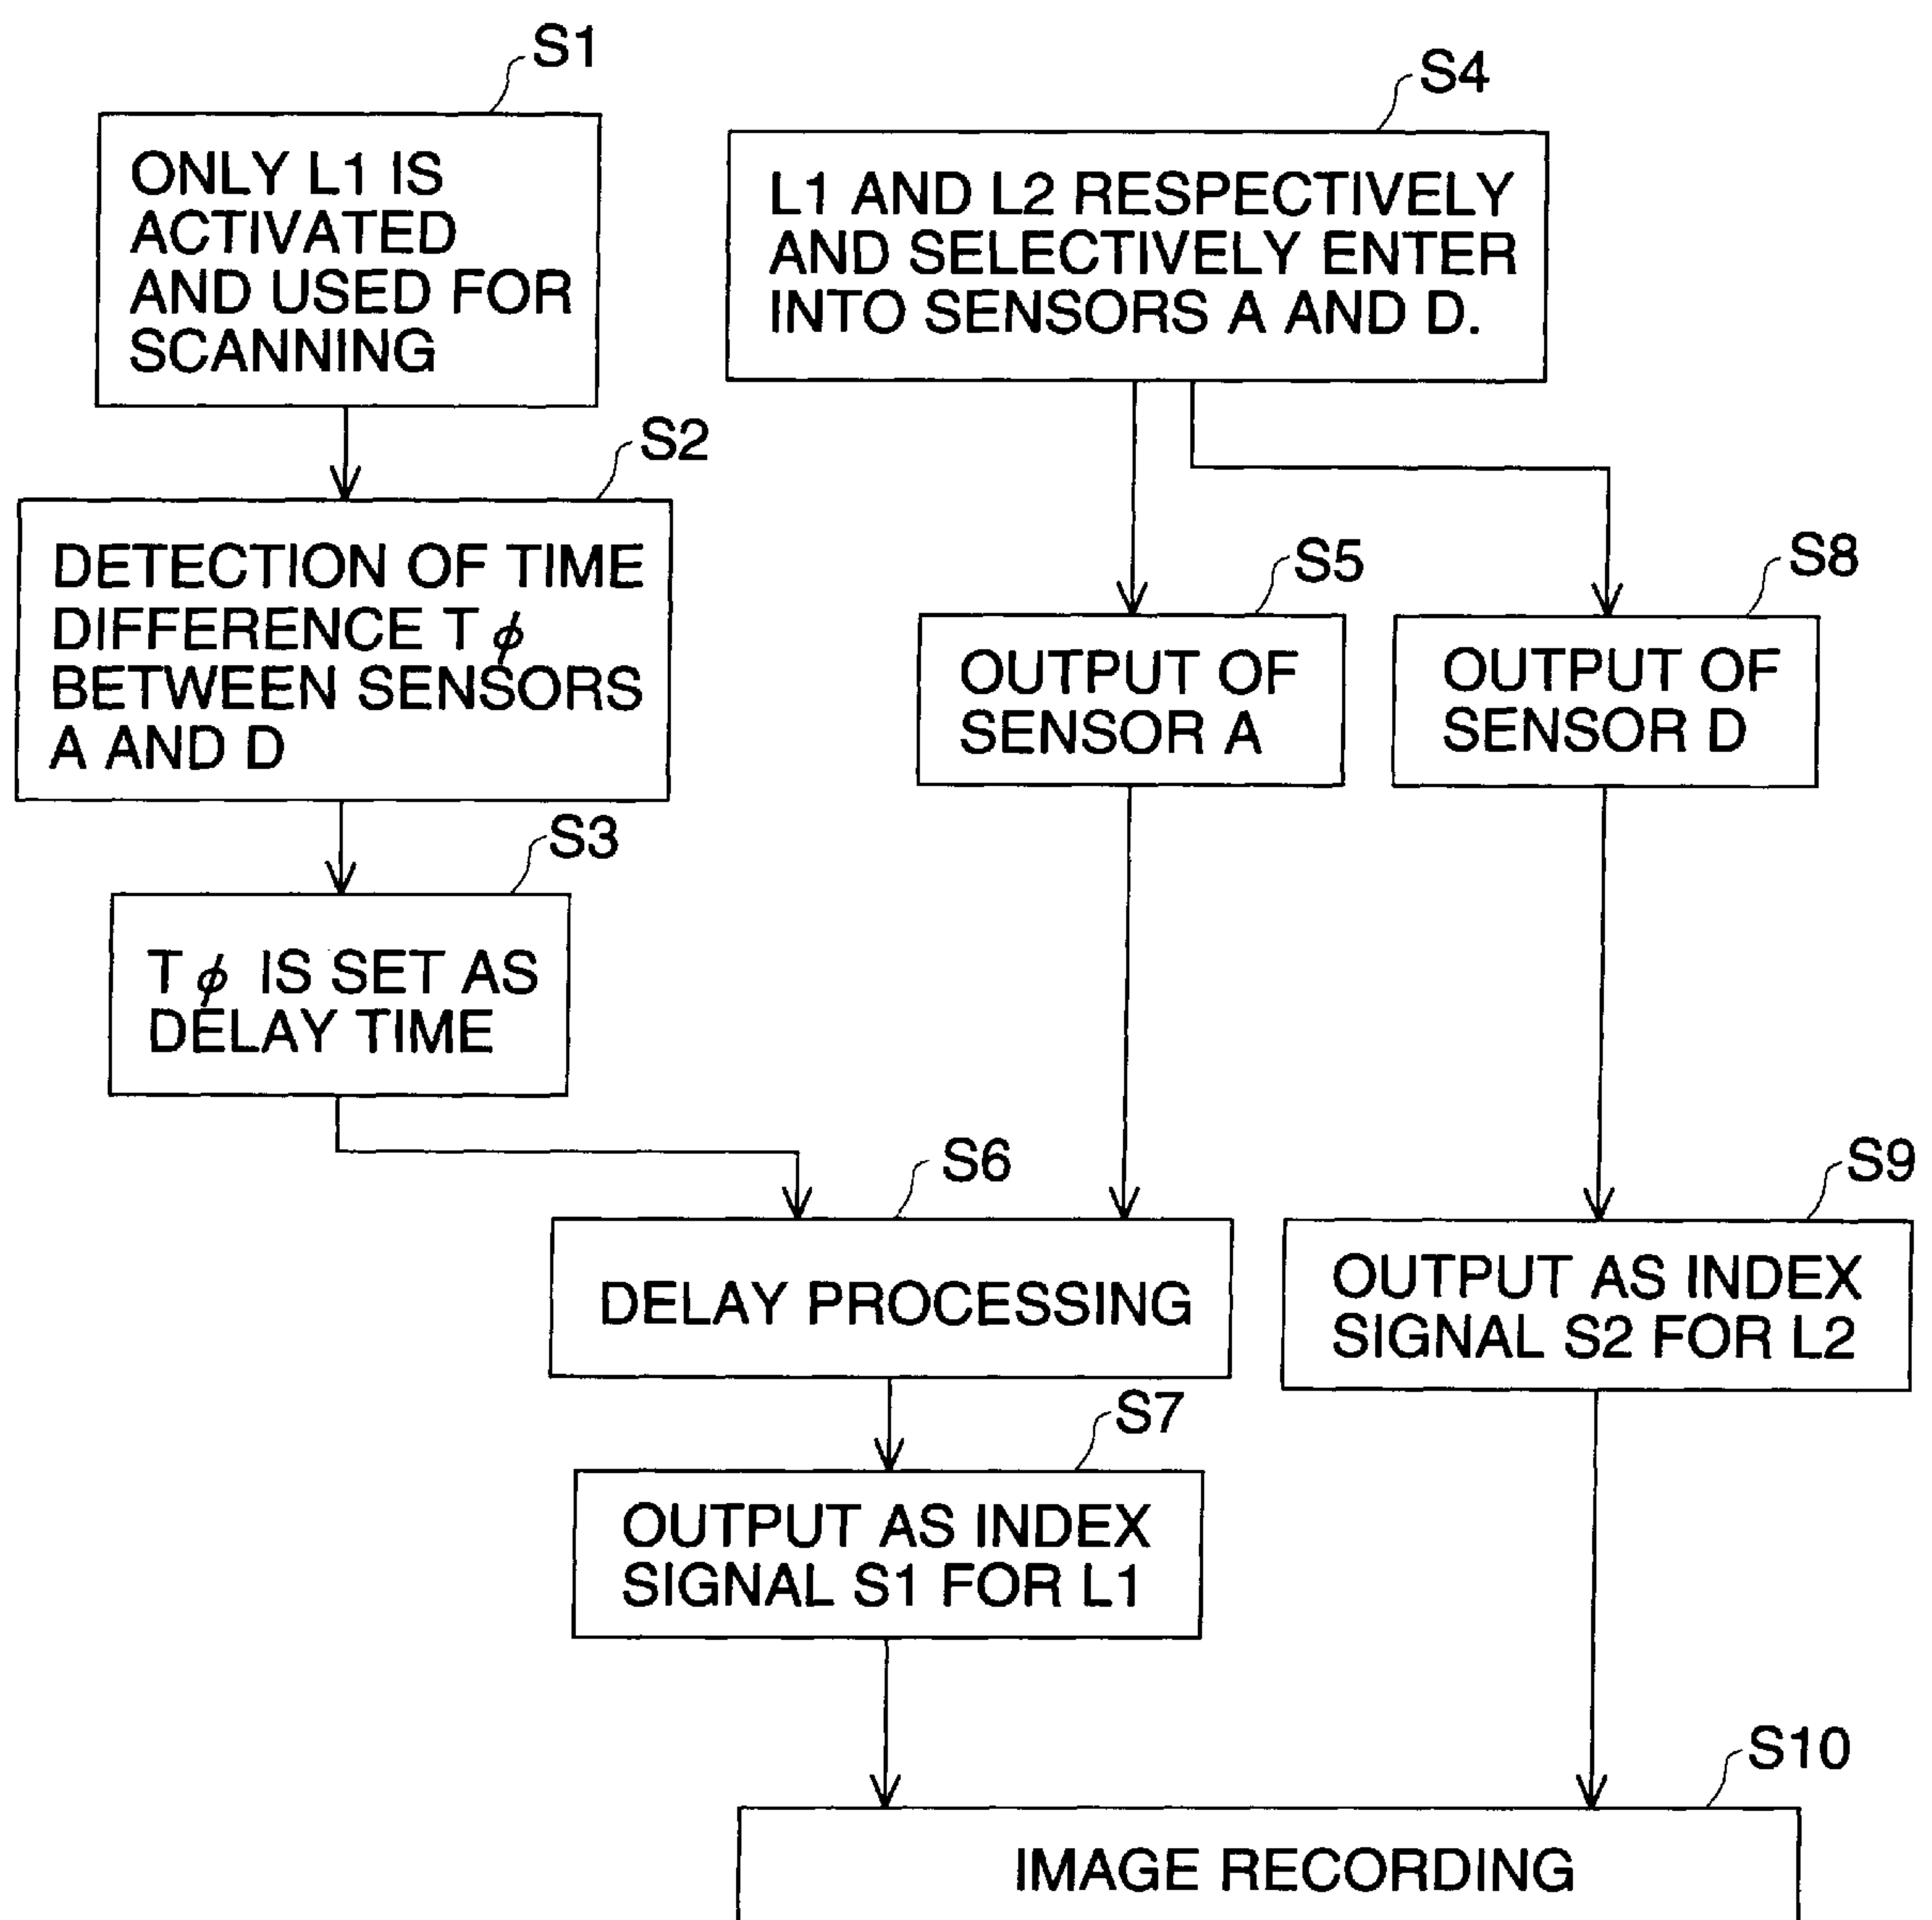 S1
ONLY L1 IS
ACTIVATED
AND USED FOR
SCANNING
S4
L1 AND L2 RESPECTIVELY
AND SELECTIVELY ENTER
INTO SENSORS A AND D.
S2
DETECTION OF TIME
DIFFERENCE T ϕ
BETWEEN SENSORS
A AND D
S5
OUTPUT OF
SENSOR A
S8
OUTPUT OF
SENSOR D
S3
T ϕ IS SET AS
DELAY TIME
S6
DELAY PROCESSING
S9
OUTPUT AS INDEX
SIGNAL S2 FOR L2
S7
OUTPUT AS INDEX
SIGNAL S1 FOR L1
S10
IMAGE RECORDING